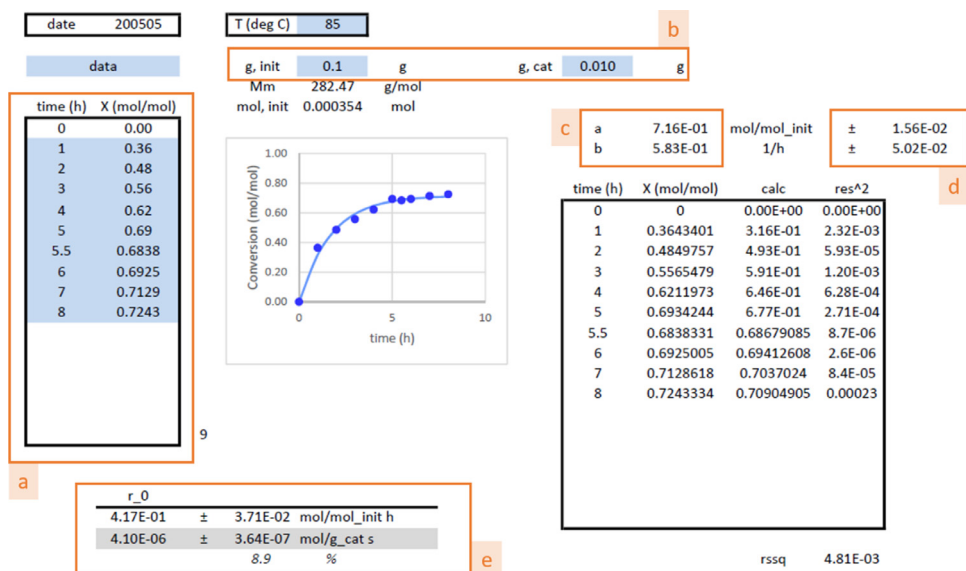 date 200505 T (deg C) 85
b
data g, init 0.1 g g, cat 0.010 g
Mm 282.47 g/mol
mol, init 0.000354 mol
time (h) X (mol/mol)
0 0.00
1 0.36
2 0.48
3 0.56
4 0.62
5 0.69
5.5 0.6838
6 0.6925
7 0.7129
8 0.7243
9
a
1.00
0.80
0.60
0.40
0.20
0.00
Conversion (mol/mol)
0 5 10
time (h)
c
a 7.16E-01 mol/mol_init ± 1.56E-02
b 5.83E-01 1/h ± 5.02E-02
d
time (h) X (mol/mol) calc res^2
0 0 0.00E+00 0.00E+00
1 0.3643401 3.16E-01 2.32E-03
2 0.4849757 4.93E-01 5.93E-05
3 0.5565479 5.91E-01 1.20E-03
4 0.6211973 6.46E-01 6.28E-04
5 0.6934244 6.77E-01 2.71E-04
5.5 0.6838331 0.68679085 8.7E-06
6 0.6925005 0.69412608 2.6E-06
7 0.7128618 0.7037024 8.4E-05
8 0.7243334 0.70904905 0.00023
rssq 4.81E-03
r_0
4.17E-01 ± 3.71E-02 mol/mol_init h
4.10E-06 ± 3.64E-07 mol/g_cat s
8.9 %
e